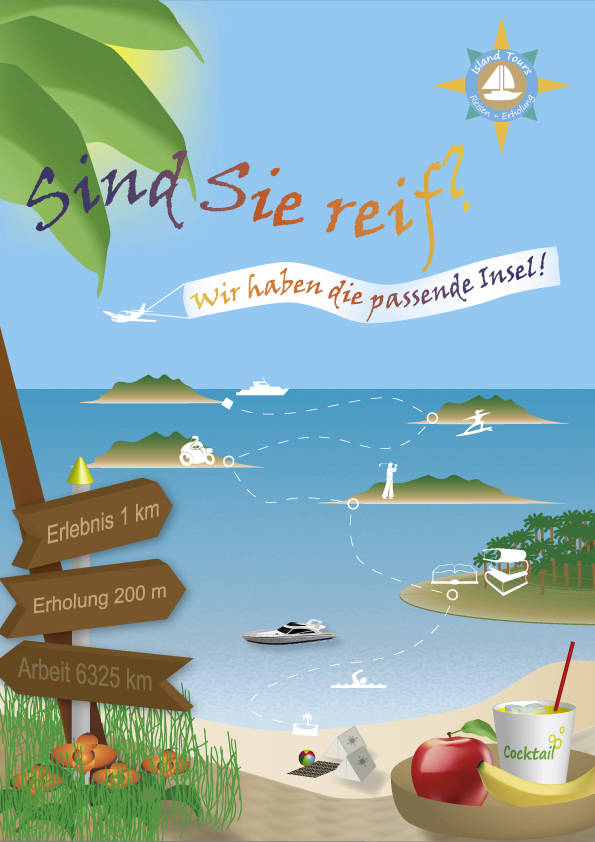 Island Tours
Reisen + Erholung
Sind Sie reif?
Wir haben die passende Insel!
Erlebnis 1 km
Erholung 200 m
Arbeit 6325 km
Cocktail